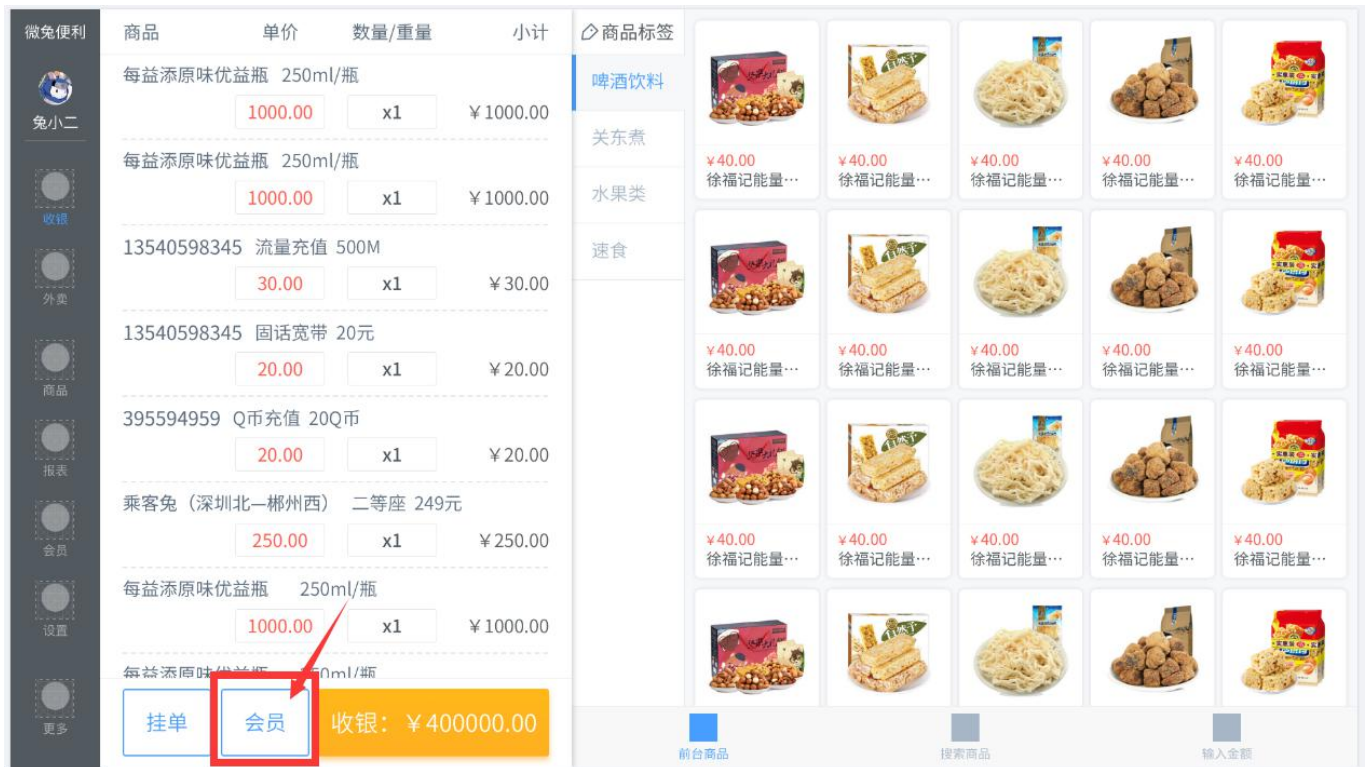 微兔便利
兔小二
收银
外卖
商品
报表
会员
设置
更多
商品 单价 数量/重量 小计
每益添原味优益瓶 250ml/瓶
1000.00 x1 ￥1000.00
每益添原味优益瓶 250ml/瓶
1000.00 x1 ￥1000.00
13540598345 流量充值 500M
30.00 x1 ￥30.00
13540598345 固话宽带 20元
20.00 x1 ￥20.00
395594959 Q币充值 20Q币
20.00 x1 ￥20.00
乘客兔（深圳北—郴州西） 二等座 249元
250.00 x1 ￥250.00
每益添原味优益瓶 250ml/瓶
1000.00 x1 ￥1000.00
每益添原味优益瓶 250ml/瓶
挂单 会员 收银：￥400000.00
商品标签
啤酒饮料
关东煮
水果类
速食
￥40.00 ￥40.00 ￥40.00 ￥40.00 ￥40.00
徐福记能量… 徐福记能量… 徐福记能量… 徐福记能量… 徐福记能量…
￥40.00 ￥40.00 ￥40.00 ￥40.00 ￥40.00
徐福记能量… 徐福记能量… 徐福记能量… 徐福记能量… 徐福记能量…
￥40.00 ￥40.00 ￥40.00 ￥40.00 ￥40.00
徐福记能量… 徐福记能量… 徐福记能量… 徐福记能量… 徐福记能量…
前台商品 搜索商品 输入金额